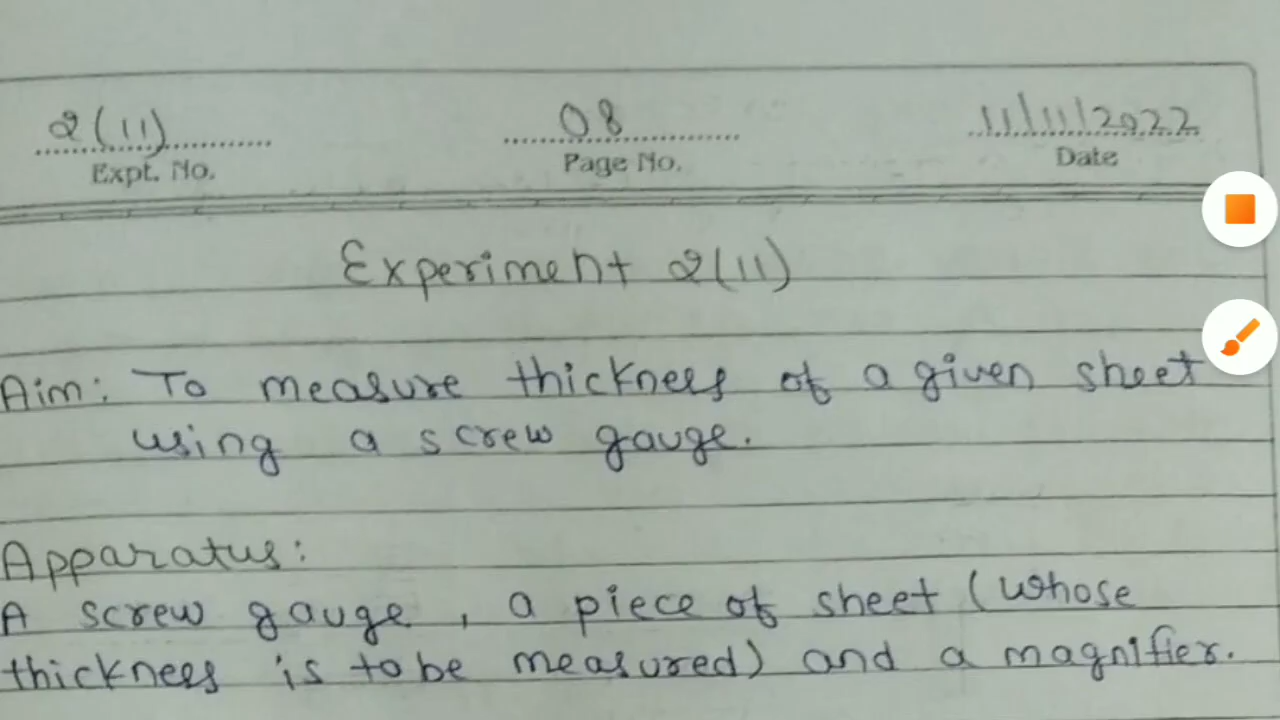 2(11) 08 11/11/2022
Expt. No. Page No. Date
Experiment 2(11)
Aim: To measure thickness of a given sheet
using a screw gauge.
Apparatus:
A screw gauge, a piece of sheet (whose
thickness is to be measured) and a magnifier.